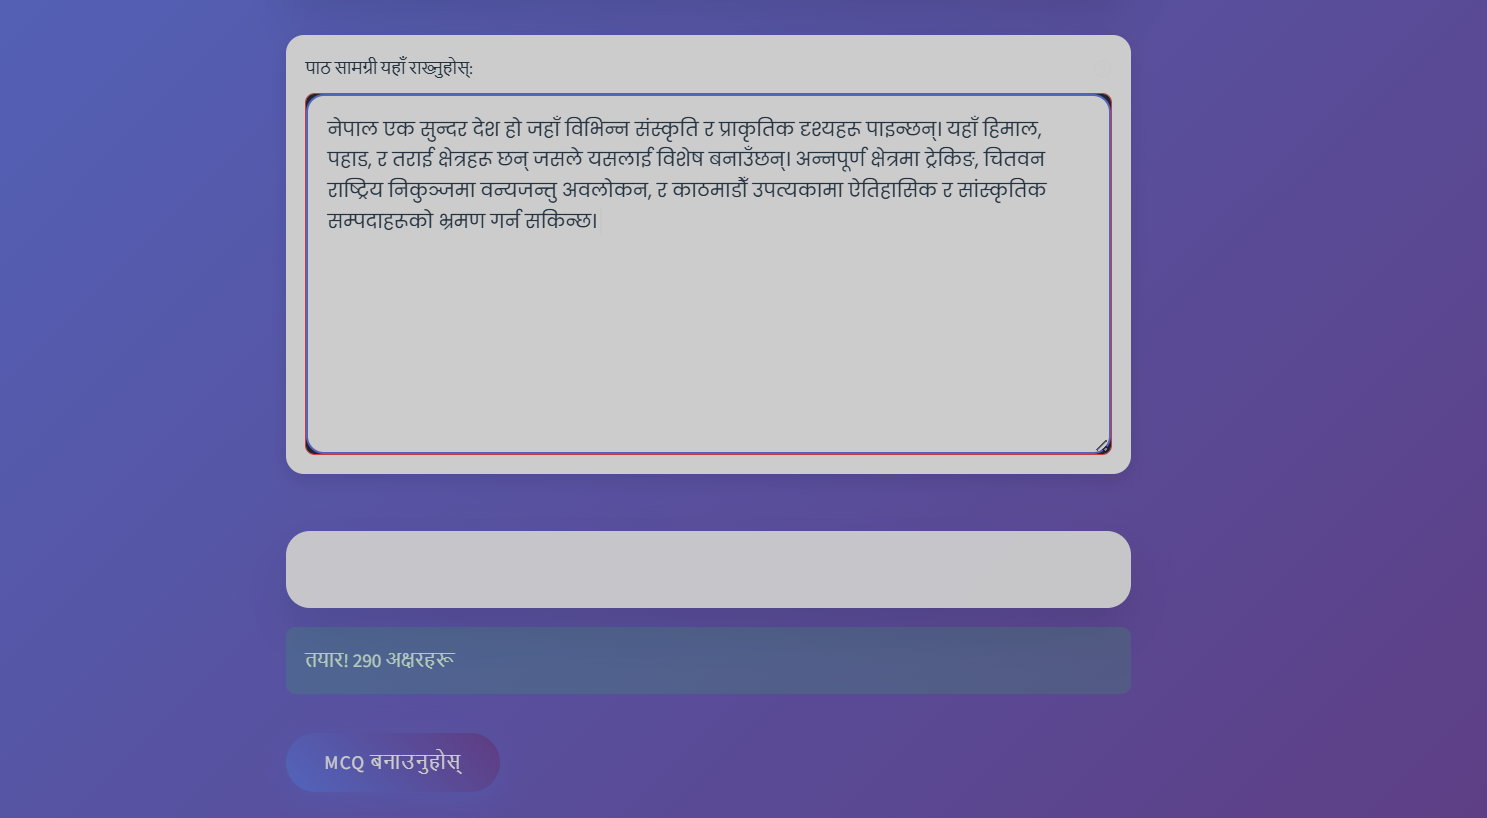 पाठ सामग्री यहाँ राख्नुहोस्:
नेपाल एक सुन्दर देश हो जहाँ विभिन्न संस्कृति र प्राकृतिक दृश्यहरू पाइन्छन्। यहाँ हिमाल,
पहाड, र तराई क्षेत्रहरू छन् जसले यसलाई विशेष बनाउँछन्। अन्नपूर्ण क्षेत्रमा ट्रेकिङ, चितवन
राष्ट्रिय निकुञ्जमा वन्यजन्तु अवलोकन, र काठमाडौँ उपत्यकामा ऐतिहासिक र सांस्कृतिक
सम्पदाहरूको भ्रमण गर्न सकिन्छ।
तयार! 290 अक्षरहरू
MCQ बनाउनुहोस्